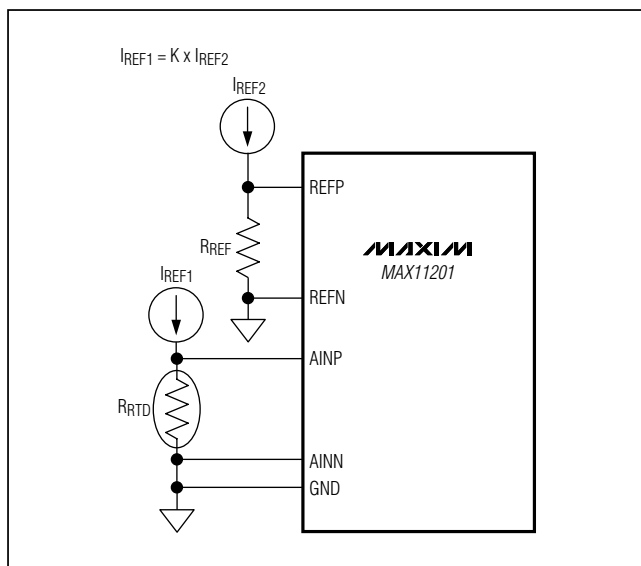 IREF1 = K x IREF2
IREF2
REFP
RREF
MAXIM
MAX11201
REFN
IREF1
AINP
RRTD
AINN
GND